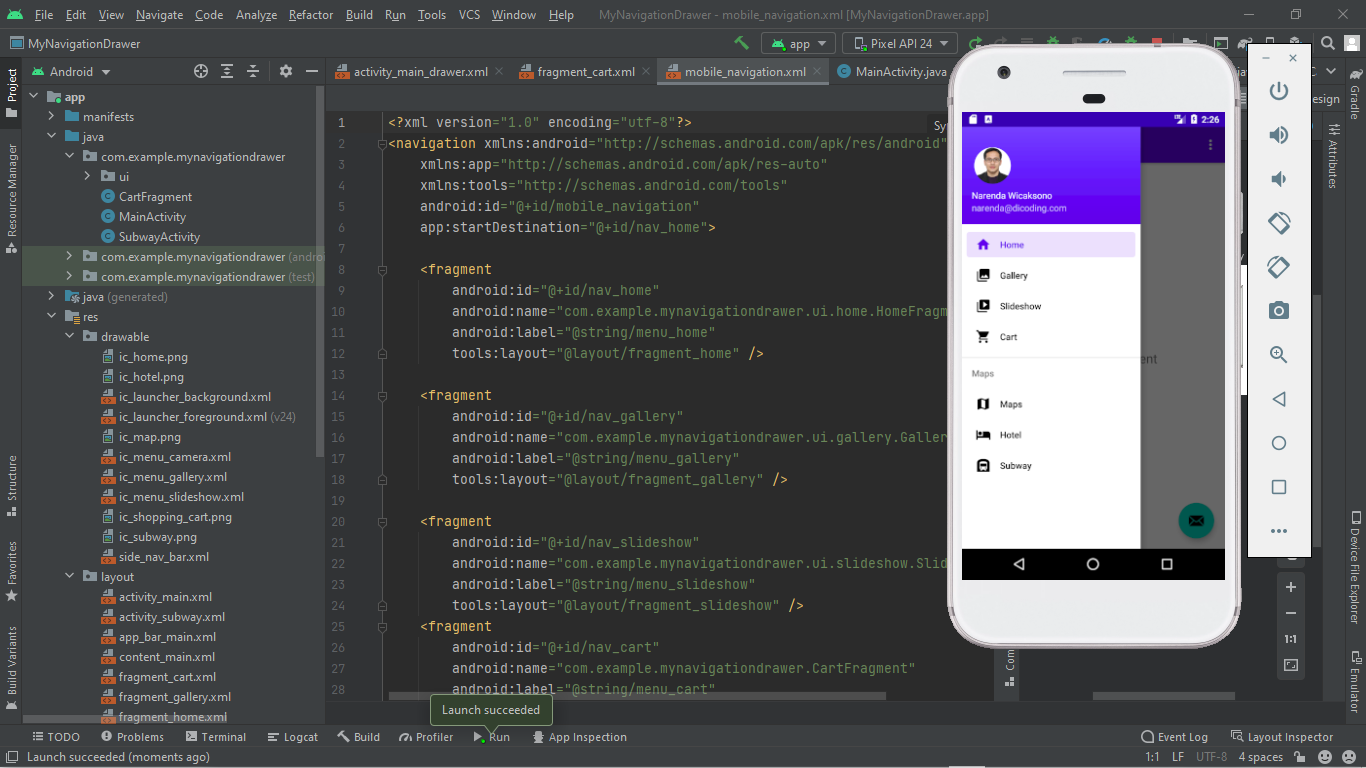 File Edit View Navigate Code Analyze Refactor Build Run Tools VCS Window Help MyNavigationDrawer - mobile_navigation.xml [MyNavigationDrawer.app]
MyNavigationDrawer
app
Pixel API 24
Project
Resource Manager
Structure
Favorites
Build Variants
Android
app
manifests
java
com.example.mynavigationdrawer
ui
CartFragment
MainActivity
SubwayActivity
com.example.mynavigationdrawer (andro
com.example.mynavigationdrawer (test)
java (generated)
res
drawable
ic_home.png
ic_hotel.png
ic_launcher_background.xml
ic_launcher_foreground.xml (v24)
ic_map.png
ic_menu_camera.xml
ic_menu_gallery.xml
ic_menu_slideshow.xml
ic_shopping_cart.png
ic_subway.png
side_nav_bar.xml
layout
activity_main.xml
activity_subway.xml
app_bar_main.xml
content_main.xml
fragment_cart.xml
fragment_gallery.xml
fragment_home.xml
activity_main_drawer.xml
fragment_cart.xml
mobile_navigation.xml
MainActivity.java
esign
Sy
1 <?xml version="1.0" encoding="utf-8"?>
2 <navigation xmlns:android="http://schemas.android.com/apk/res/android"
3 xmlns:app="http://schemas.android.com/apk/res-auto"
4 xmlns:tools="http://schemas.android.com/tools"
5 android:id="@+id/mobile_navigation"
6 app:startDestination="@+id/nav_home">
7
8 <fragment
9 android:id="@+id/nav_home"
10 android:name="com.example.mynavigationdrawer.ui.home.HomeFragm
11 android:label="@string/menu_home"
12 tools:layout="@layout/fragment_home" />
13
14 <fragment
15 android:id="@+id/nav_gallery"
16 android:name="com.example.mynavigationdrawer.ui.gallery.Galler
17 android:label="@string/menu_gallery"
18 tools:layout="@layout/fragment_gallery" />
19
20 <fragment
21 android:id="@+id/nav_slideshow"
22 android:name="com.example.mynavigationdrawer.ui.slideshow.Slid
23 android:label="@string/menu_slideshow"
24 tools:layout="@layout/fragment_slideshow" />
25 <fragment
26 android:id="@+id/nav_cart"
27 android:name="com.example.mynavigationdrawer.CartFragment"
28 android:label="@string/menu_cart"
2:26
Narenda Wicaksono
narenda@dicoding.com
Home
Gallery
Slideshow
Cart
Maps
Maps
Hotel
Subway
ent
Con
1:1
Gradle
Attributes
Device File Explorer
Emulator
Launch succeeded
TODO Problems Terminal Logcat Build Profiler Run App Inspection Event Log Layout Inspector
Launch succeeded (moments ago) 1:1 LF UTF-8 4 spaces